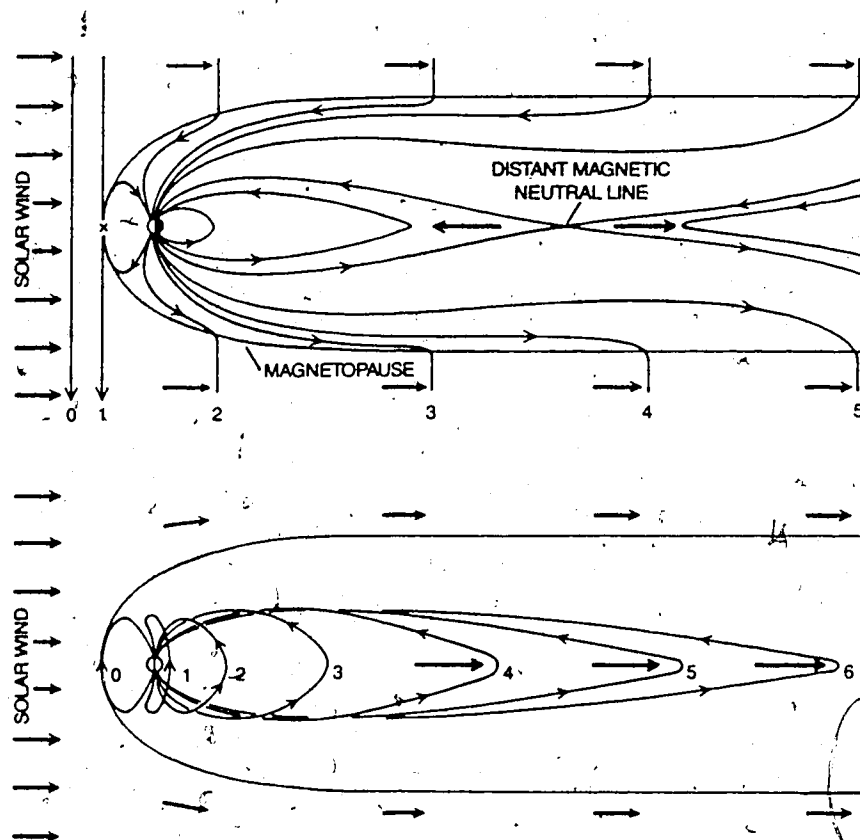 SOLAR WIND
DISTANT MAGNETIC
NEUTRAL LINE
MAGNETOPAUSE
0 1 2 3 4 5
SOLAR WIND
0 1 2 3 4 5 6